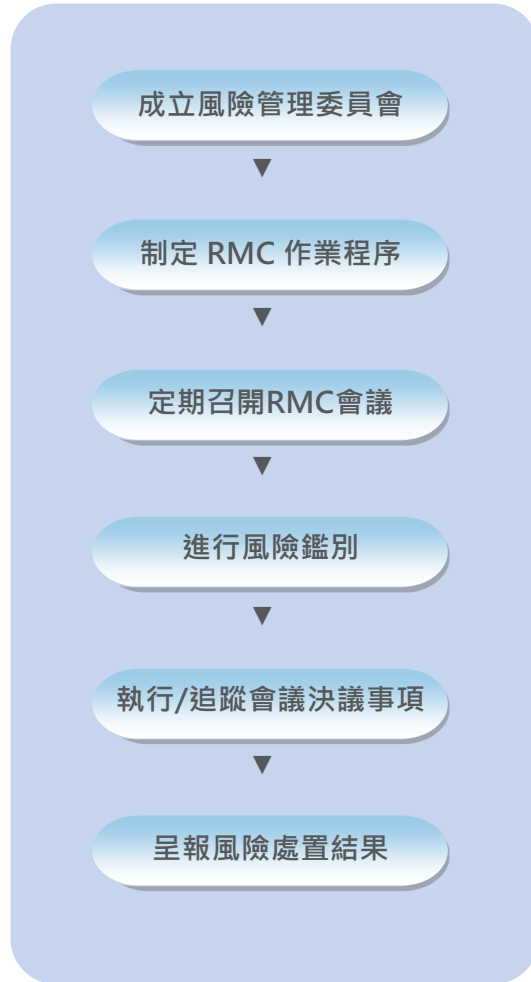 成立風險管理委員會
制定 RMC 作業程序
定期召開RMC會議
進行風險鑑別
執行/追蹤會議決議事項
呈報風險處置結果